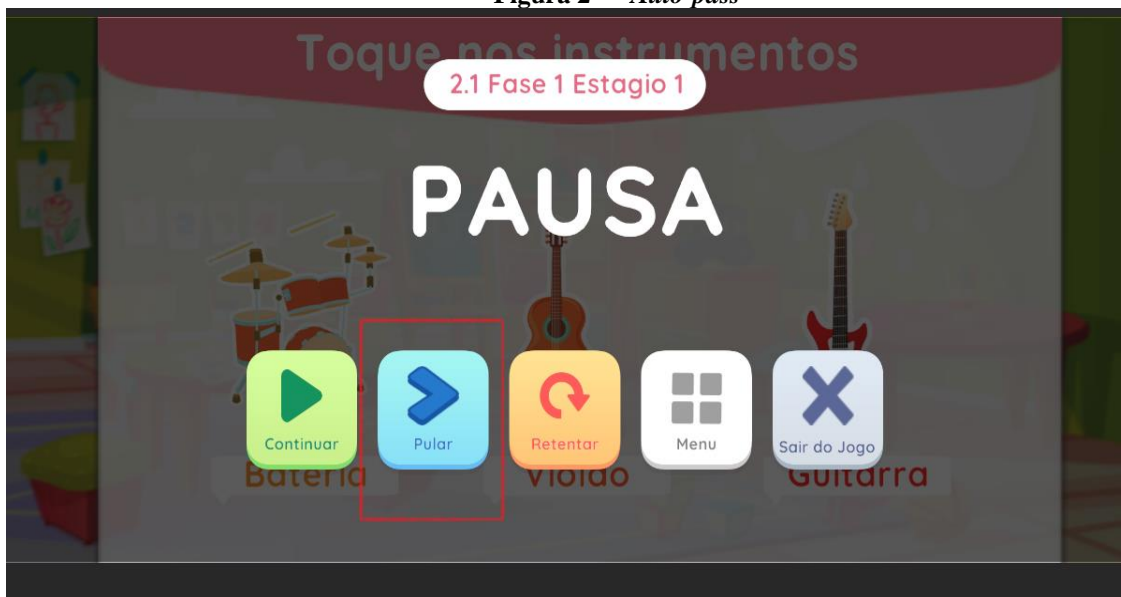 Figura 2 — Auto-pass
Toque nos instrumentos
2.1 Fase 1 Estagio 1
PAUSA
Continuar
Pular
Retentar
Menu
Sair do Jogo
Bateria
Violão
Guitarra